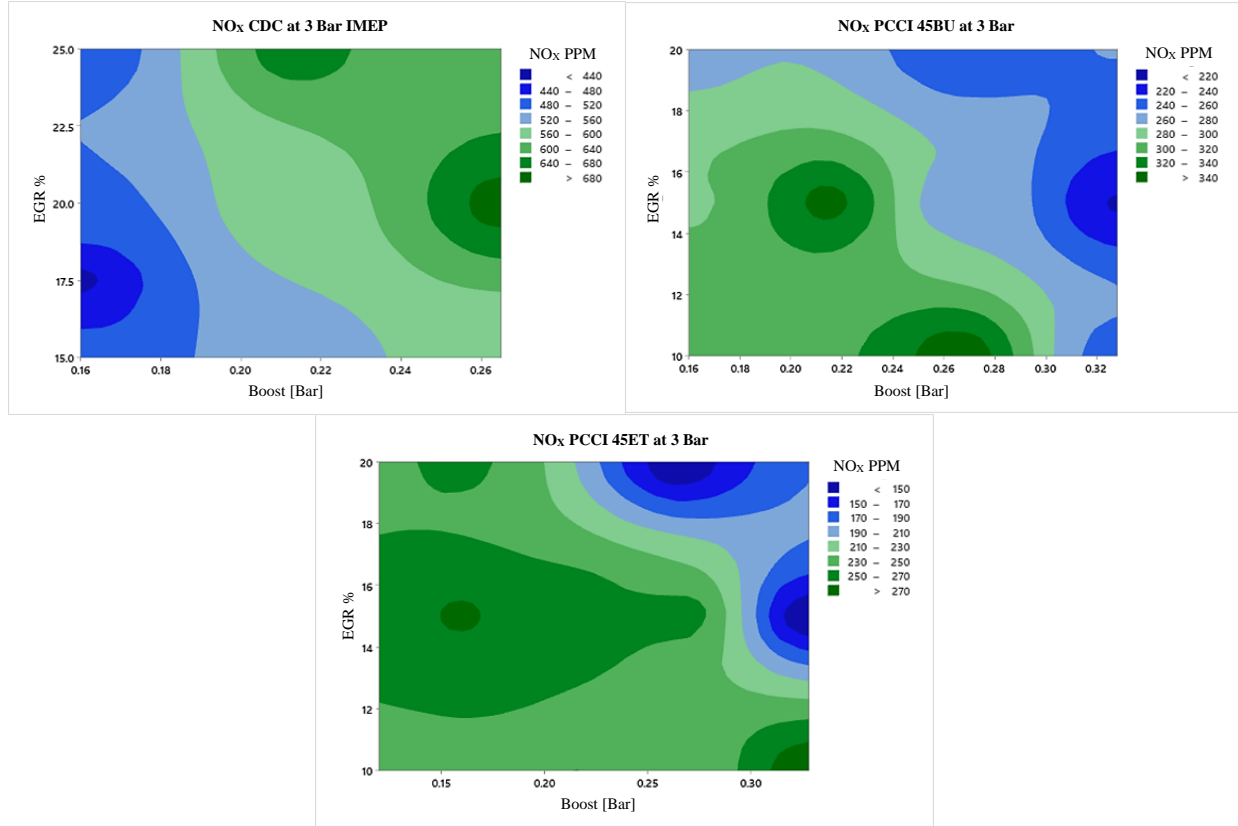 NOx CDC at 3 Bar IMEP
NOx PPM
< 440
440 – 480
480 – 520
520 – 560
560 – 600
600 – 640
640 – 680
> 680
EGR %
25.0
22.5
20.0
17.5
15.0
0.16 0.18 0.20 0.22 0.24 0.26
Boost [Bar]
NOx PCCI 45BU at 3 Bar
NOx PPM
< 220
220 – 240
240 – 260
260 – 280
280 – 300
300 – 320
320 – 340
> 340
EGR %
20
18
16
14
12
10
0.16 0.18 0.20 0.22 0.24 0.26 0.28 0.30 0.32
Boost [Bar]
NOx PCCI 45ET at 3 Bar
NOx PPM
< 150
150 – 170
170 – 190
190 – 210
210 – 230
230 – 250
250 – 270
> 270
EGR %
20
18
16
14
12
10
0.15 0.20 0.25 0.30
Boost [Bar]